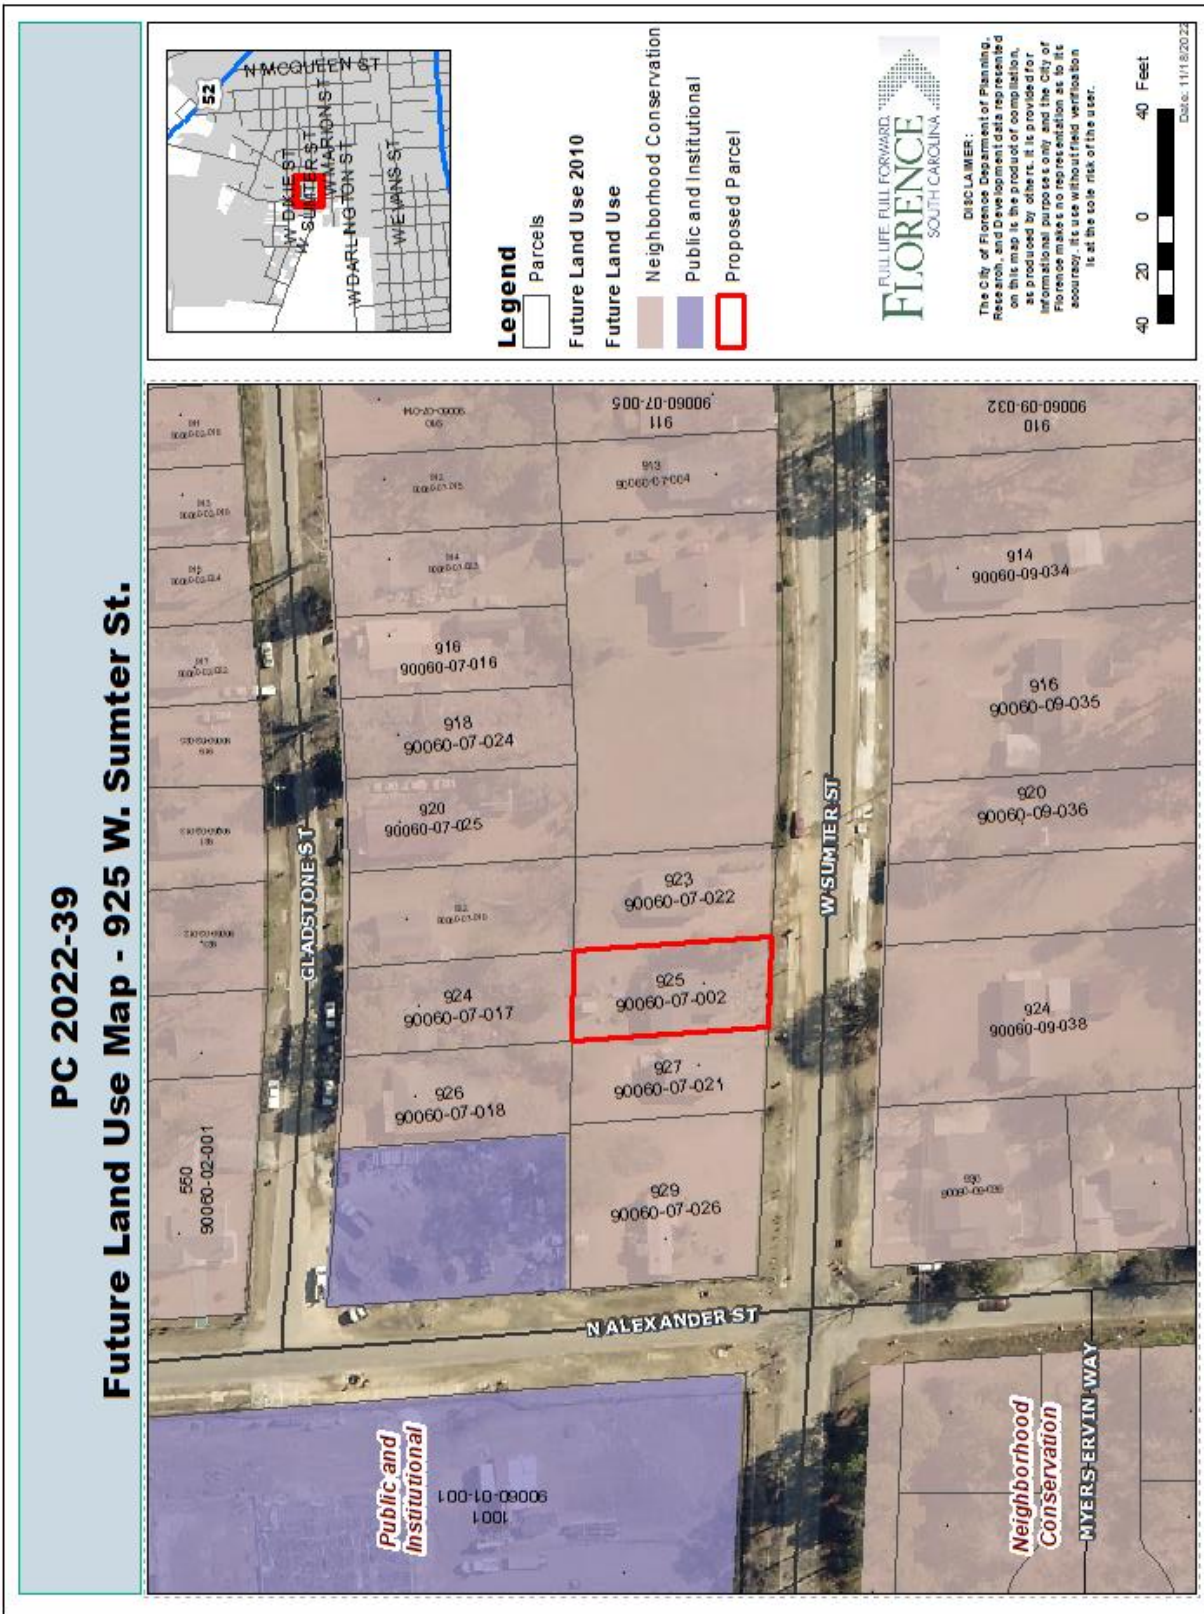 PC 2022-39
Future Land Use Map - 925 W. Sumter St.
550
90060-02-001
GLADSTONE ST
926
90060-07-018
924
90060-07-017
920
90060-07-025
918
90060-07-024
916
90060-07-016
929
90060-07-026
927
90060-07-021
925
90060-07-002
923
90060-07-022
913
90060-07-004
911
90060-07-005
N ALEXANDER ST
W SUMTER ST
Public and
Institutional
1001
90060-01-001
924
90060-09-038
920
90060-09-036
916
90060-09-035
914
90060-09-034
910
90060-09-032
Neighborhood
Conservation
MYERS ERVIN WAY
52
N MCQUEEN ST
W DIXIE ST
W SUMTER ST
W MARION ST
W DARLINGTON ST
W EVANS ST
Legend
Parcels
Future Land Use 2010
Future Land Use
Neighborhood Conservation
Public and Institutional
Proposed Parcel
FULL LIFE. FULL FORWARD.
FLORENCE
SOUTH CAROLINA
DISCLAIMER:
The City of Florence Deparment of Planning,
Research, and Development data represented
on this map is the product of compilation,
as produced by others. It is provided for
informational purposes only and the City of
Florence makes no representation as to its
accuracy. Its use without field verification
is at the sole risk of the user.
40 20 0 40 Feet
Date: 11/18/2022